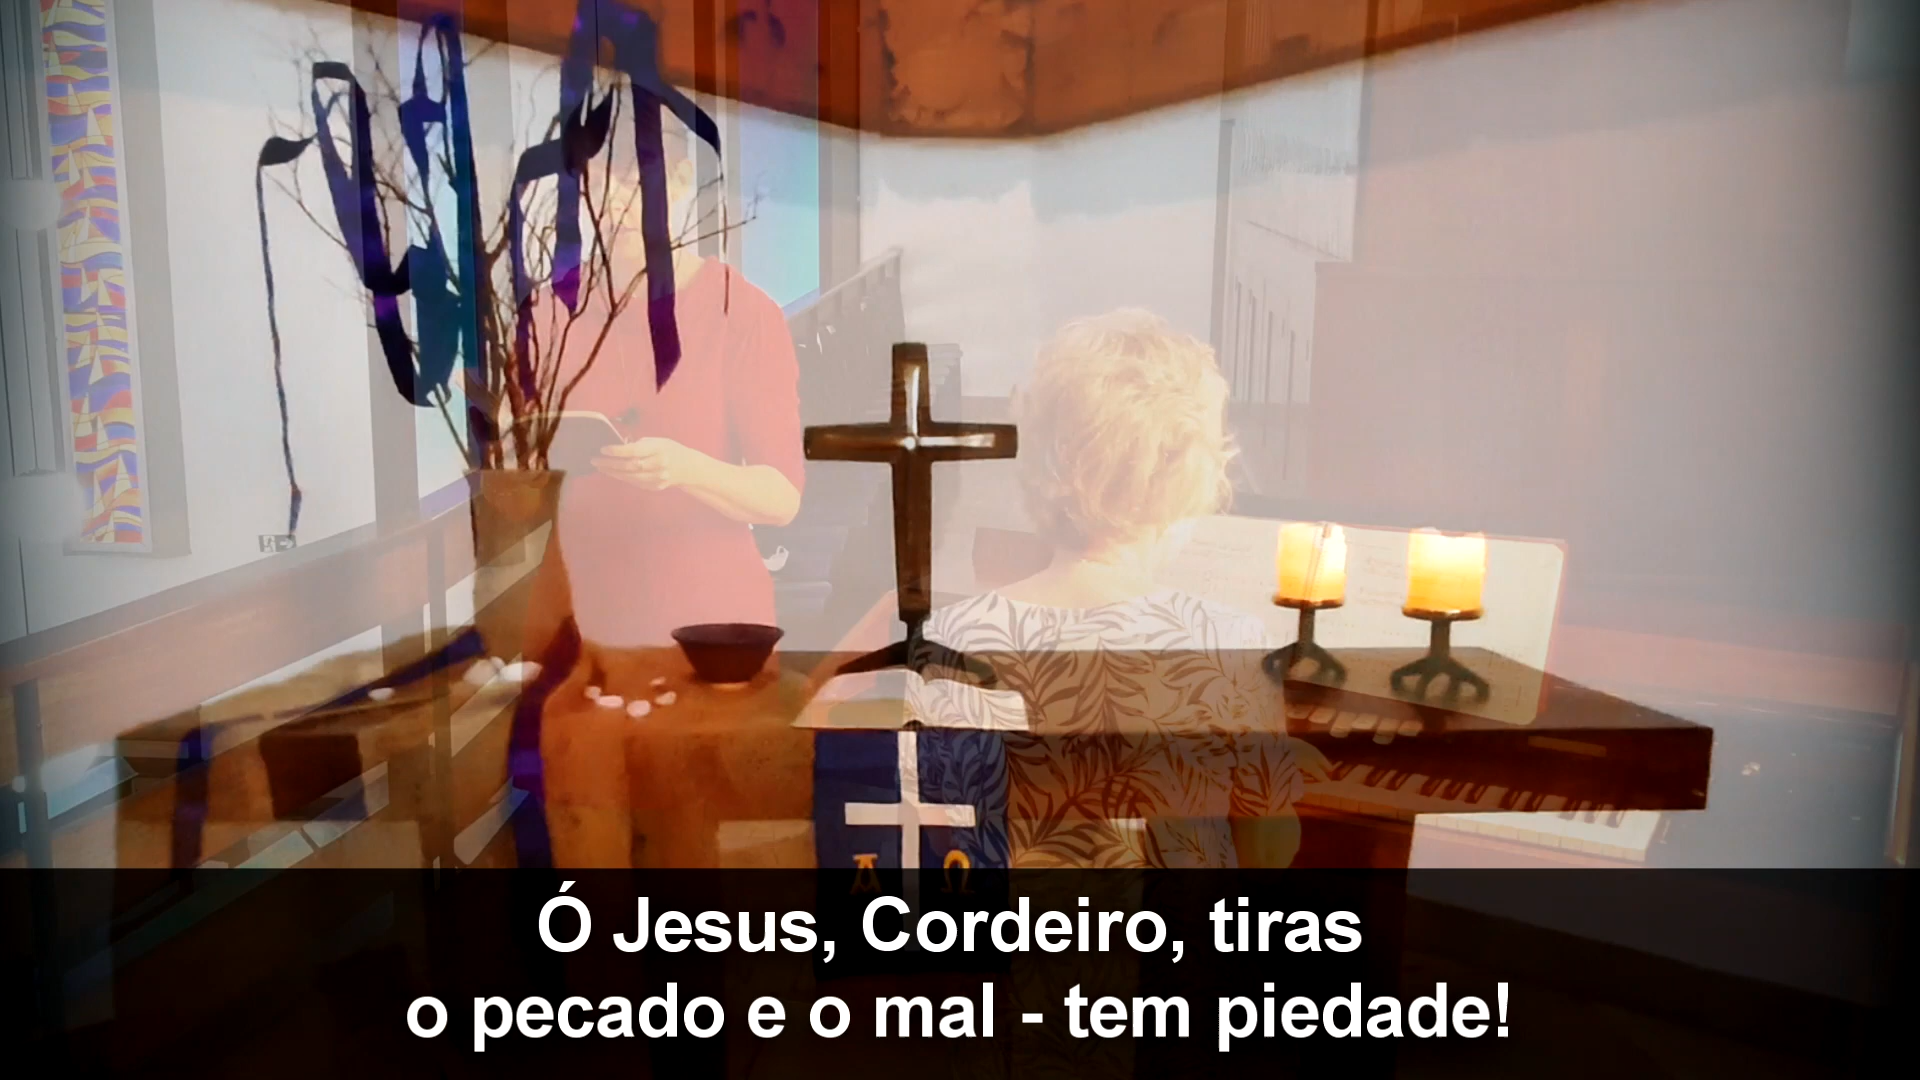 Α Ω
Ó Jesus, Cordeiro, tiras
o pecado e o mal - tem piedade!